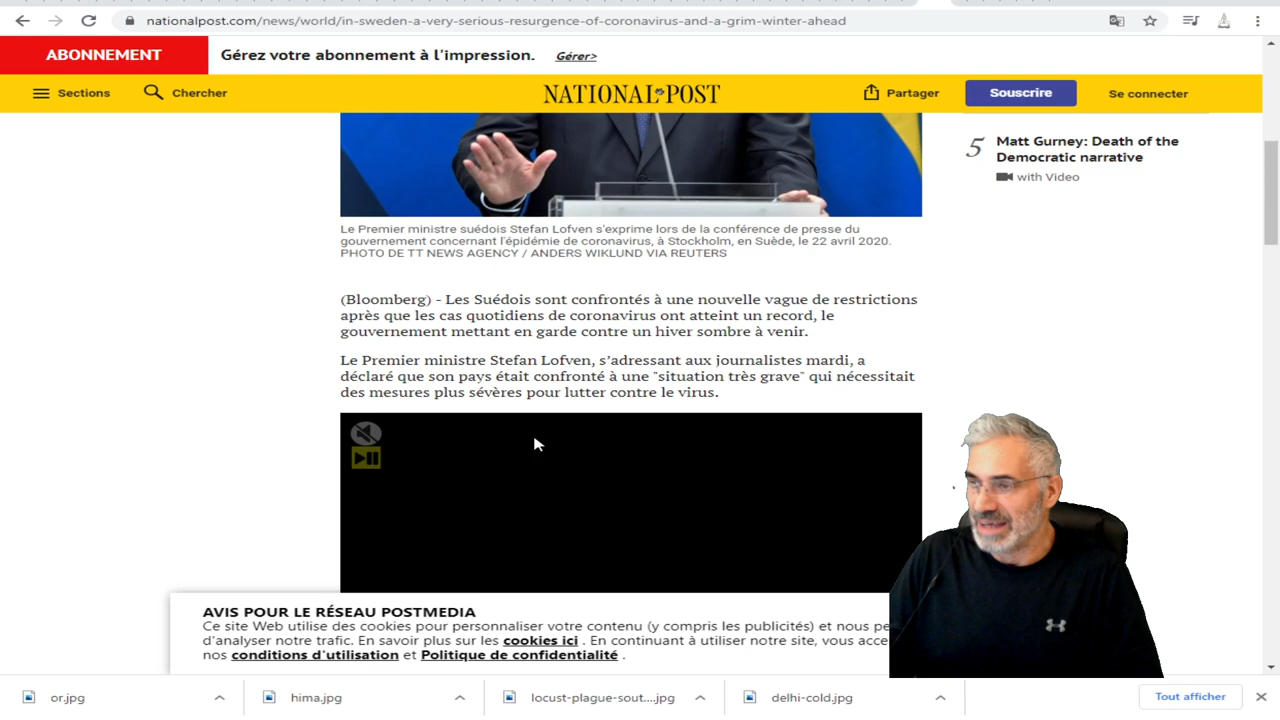 nationalpost.com/news/world/in-sweden-a-very-serious-resurgence-of-coronavirus-and-a-grim-winter-ahead
ABONNEMENT
Gérez votre abonnement à l'impression. Gérer>
Sections
Chercher
NATIONAL POST
Partager
Souscrire
Se connecter
5
Matt Gurney: Death of the
Democratic narrative
with Video
Le Premier ministre suédois Stefan Lofven s'exprime lors de la conférence de presse du
gouvernement concernant l'épidémie de coronavirus, à Stockholm, en Suède, le 22 avril 2020.
PHOTO DE TT NEWS AGENCY / ANDERS WIKLUND VIA REUTERS
(Bloomberg) - Les Suédois sont confrontés à une nouvelle vague de restrictions
après que les cas quotidiens de coronavirus ont atteint un record, le
gouvernement mettant en garde contre un hiver sombre à venir.
Le Premier ministre Stefan Lofven, s’adressant aux journalistes mardi, a
déclaré que son pays était confronté à une "situation très grave" qui nécessitait
des mesures plus sévères pour lutter contre le virus.
AVIS POUR LE RÉSEAU POSTMEDIA
Ce site Web utilise des cookies pour personnaliser votre contenu (y compris les publicités) et nous pe
d'analyser notre trafic. En savoir plus sur les cookies ici . En continuant à utiliser notre site, vous acce
nos conditions d'utilisation et Politique de confidentialité .
or.jpg
hima.jpg
locust-plague-sout....jpg
delhi-cold.jpg
Tout afficher